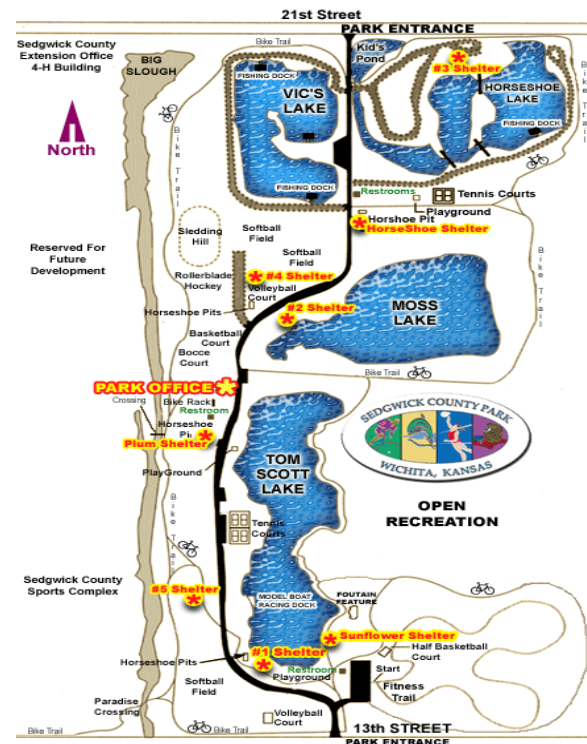 21st Street
PARK ENTRANCE
Sedgwick County
Extension Office
4-H Building
BIG
SLOUGH
Bike Trail
Kid's
Pond
Bike Trail
#3 Shelter
FISHING DOCK
VIC'S
LAKE
HORSESHOE
LAKE
FISHING DOCK
North
Bike Trail
FISHING DOCK
Restrooms
Tennis Courts
Playground
Horshoe Pit
HorseShoe Shelter
Sledding
Hill
Softball
Field
Reserved For
Future
Development
Softball
Field
Bike Trail
Rollerblade
Hockey
#4 Shelter
Volleyball
Court
Horseshoe Pits
#2 Shelter
MOSS
LAKE
Basketball
Court
Bocce
Court
Bike Trail
PARK OFFICE
Crossing
Bike Rack
Restroom
Horseshoe
Pi
Plum Shelter
SEDGWICK COUNTY PARK
WICHITA, KANSAS
PlayGround
TOM
SCOTT
LAKE
OPEN
RECREATION
Bike Trail
Tennis
Courts
Sedgwick County
Sports Complex
#5 Shelter
MODEL BOAT
RACING DOCK
FOUTAIN
FEATURE
Sunflower Shelter
Half Basketball
Court
#1 Shelter
Horseshoe Pits
Restroom
Playground
Start
Fitness
Trail
Softball
Field
Paradise
Crossing
Volleyball
Court
Bike Trail
Bike Trail
13th STREET
PARK ENTRANCE